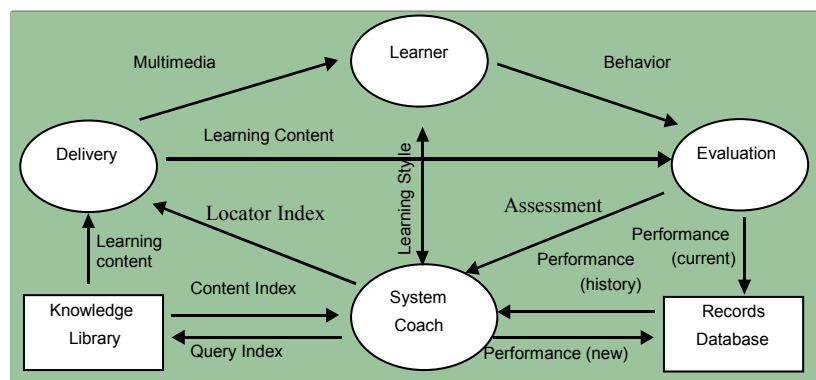 Learner
Multimedia
Behavior
Learning Content
Delivery
Evaluation
Learning Stylle
Locator Index
Assessment
Learning
content
Performance
(current)
Performance
(history)
Content Index
System
Coach
Knowledge
Library
Records
Database
Query Index
Performance (new)